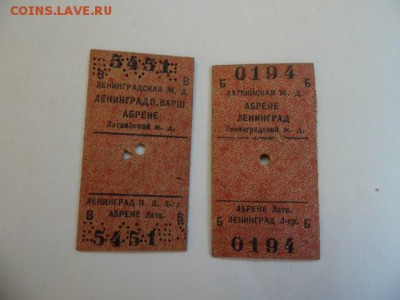 COINS.LAVE.RU
5451
В В
ЛЕНИНГРАДСКАЯ Ж. Д.
ЛЕНИНГРАД П. ВАРШ
АБРЕНЕ
Латвийской ж. д.
ЛЕНИНГРАД П. В. Л-гр.
АБРЕНЕ Латв.
В В
5451
0194
Б Б
ЛАТВИЙСКАЯ Ж. Д.
АБРЕНЕ
ЛЕНИНГРАД
Ленинградской ж. д.
АБРЕНЕ Латв.
ЛЕНИНГРАД Л-гр.
Б Б
0194